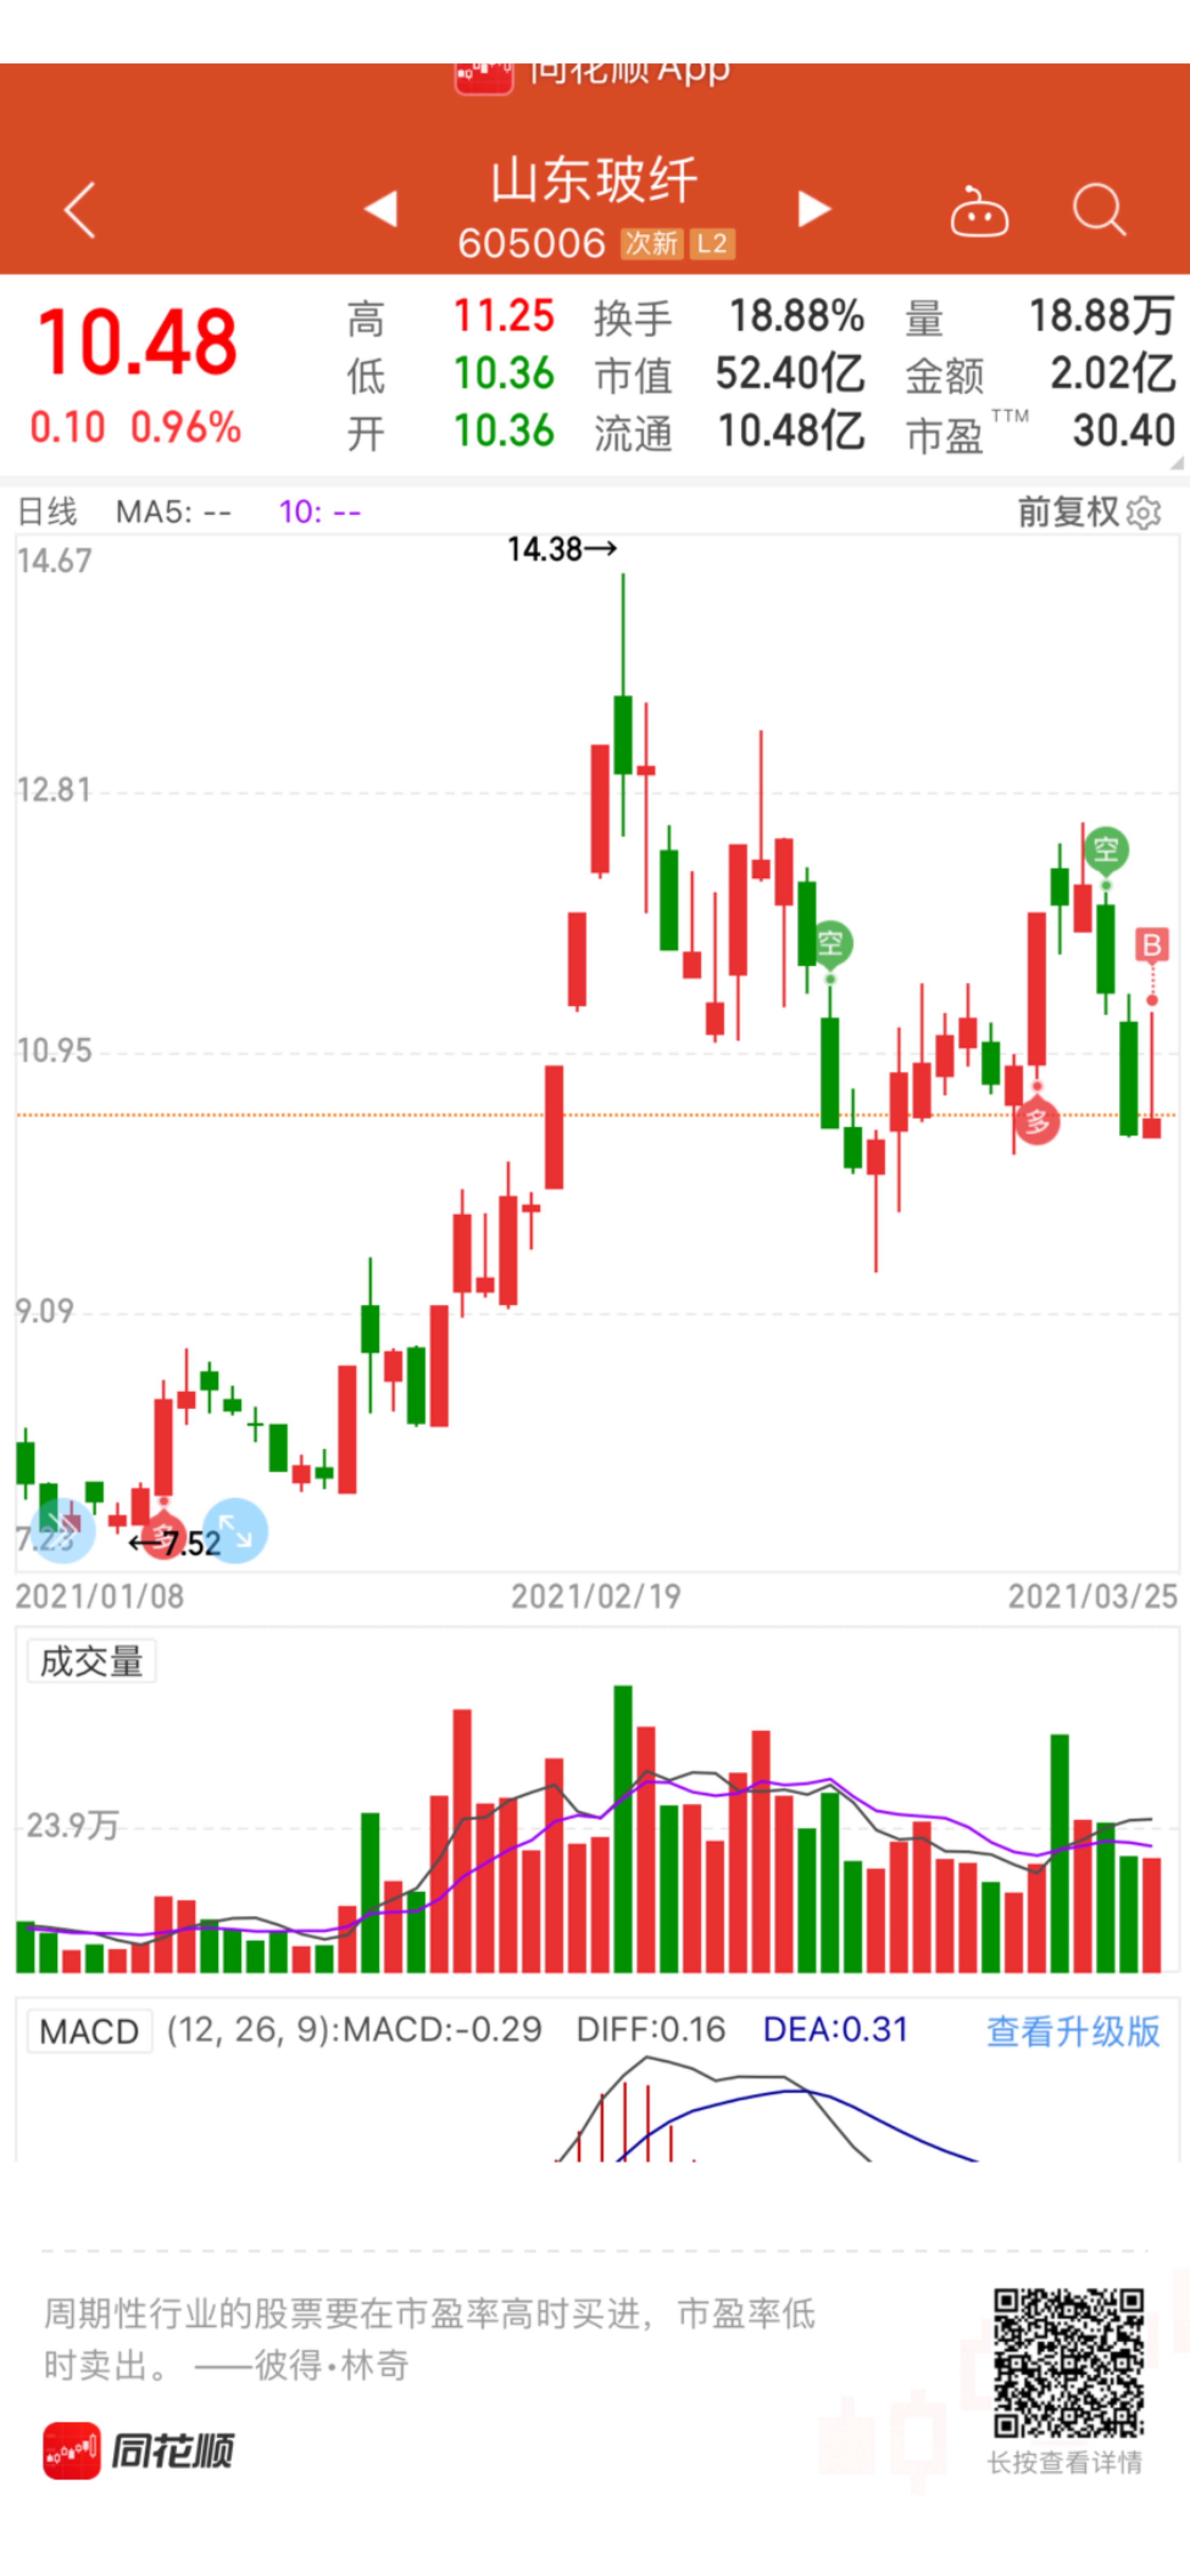 同花顺App
山东玻纤
605006 次新 L2
10.48
0.10 0.96%
高 11.25 换手 18.88% 量 18.88万
低 10.36 市值 52.40亿 金额 2.02亿
开 10.36 流通 10.48亿 市盈TTM 30.40
日线 MA5: -- 10: -- 前复权
14.67
14.38→
12.81
空
空
B
10.95
多
9.09
多
←7.52
2021/01/08 2021/02/19 2021/03/25
成交量
23.9万
MACD (12, 26, 9):MACD:-0.29 DIFF:0.16 DEA:0.31 查看升级版
周期性行业的股票要在市盈率高时买进，市盈率低
时卖出。 ——彼得·林奇
同花顺
长按查看详情